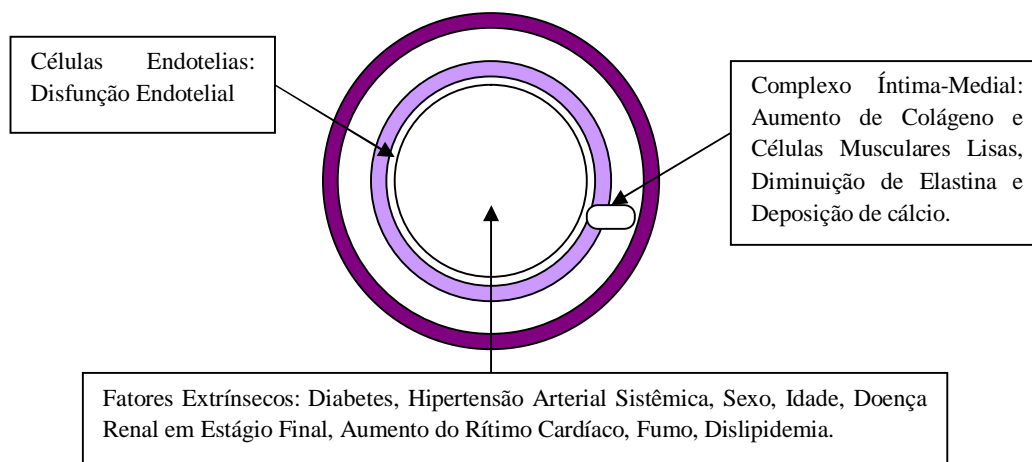 Células Endotelias:
Disfunção Endotelial
Complexo Íntima-Medial:
Aumento de Colágeno e
Células Musculares Lisas,
Diminuição de Elastina e
Deposição de cálcio.
Fatores Extrínsecos: Diabetes, Hipertensão Arterial Sistêmica, Sexo, Idade, Doença
Renal em Estágio Final, Aumento do Rítimo Cardíaco, Fumo, Dislipidemia.